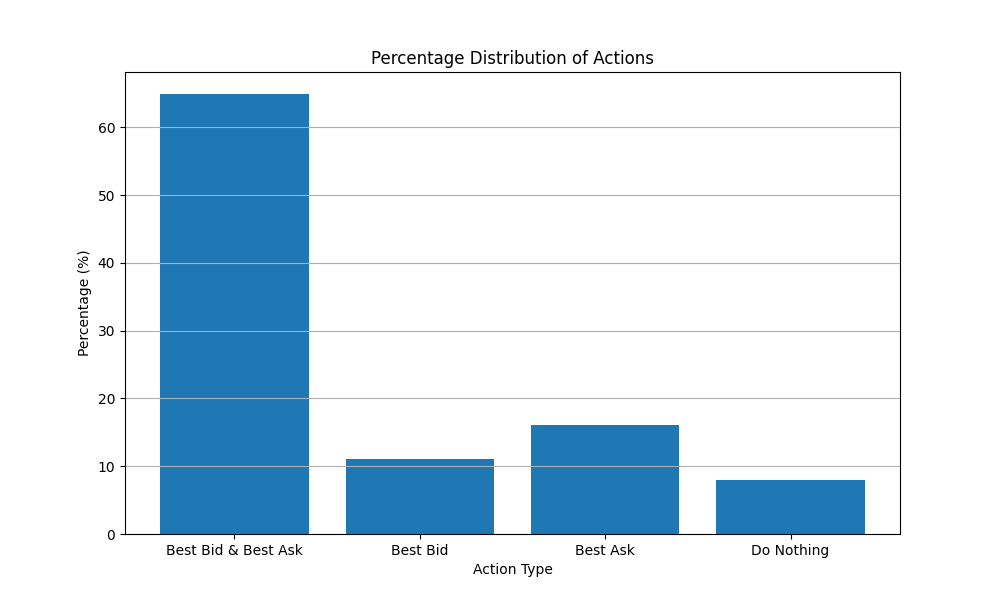 Percentage Distribution of Actions
Percentage (%)
60
50
40
30
20
10
0
Best Bid & Best Ask
Best Bid
Best Ask
Do Nothing
Action Type